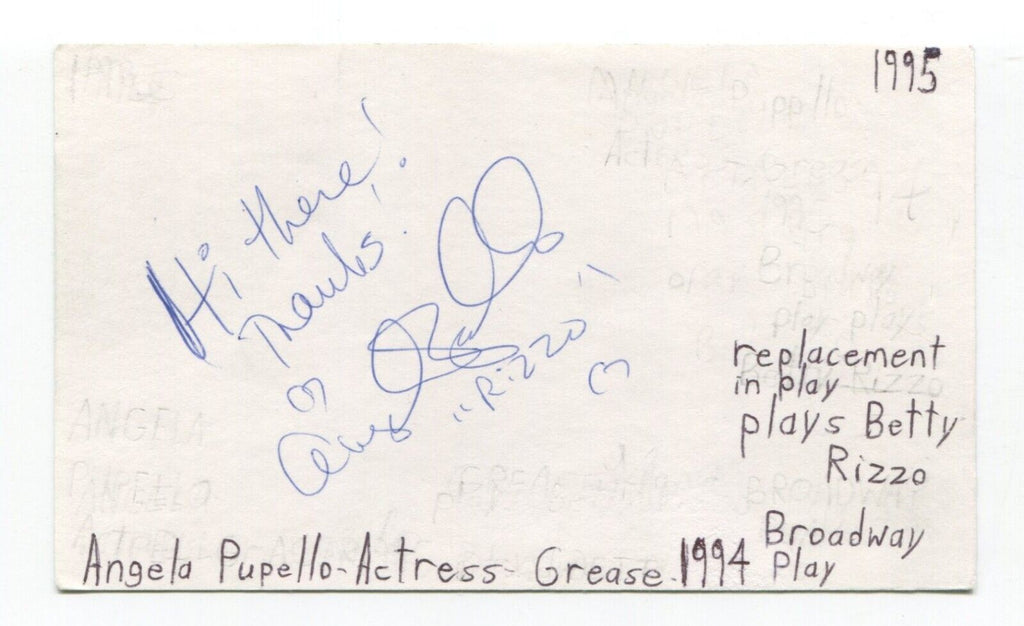 1995
Hi, there!
Thanks.
"Rizzo"
replacement
in play
plays Betty
Rizzo
Broadway
Play
Angela Pupello-Actress- Grease-1994